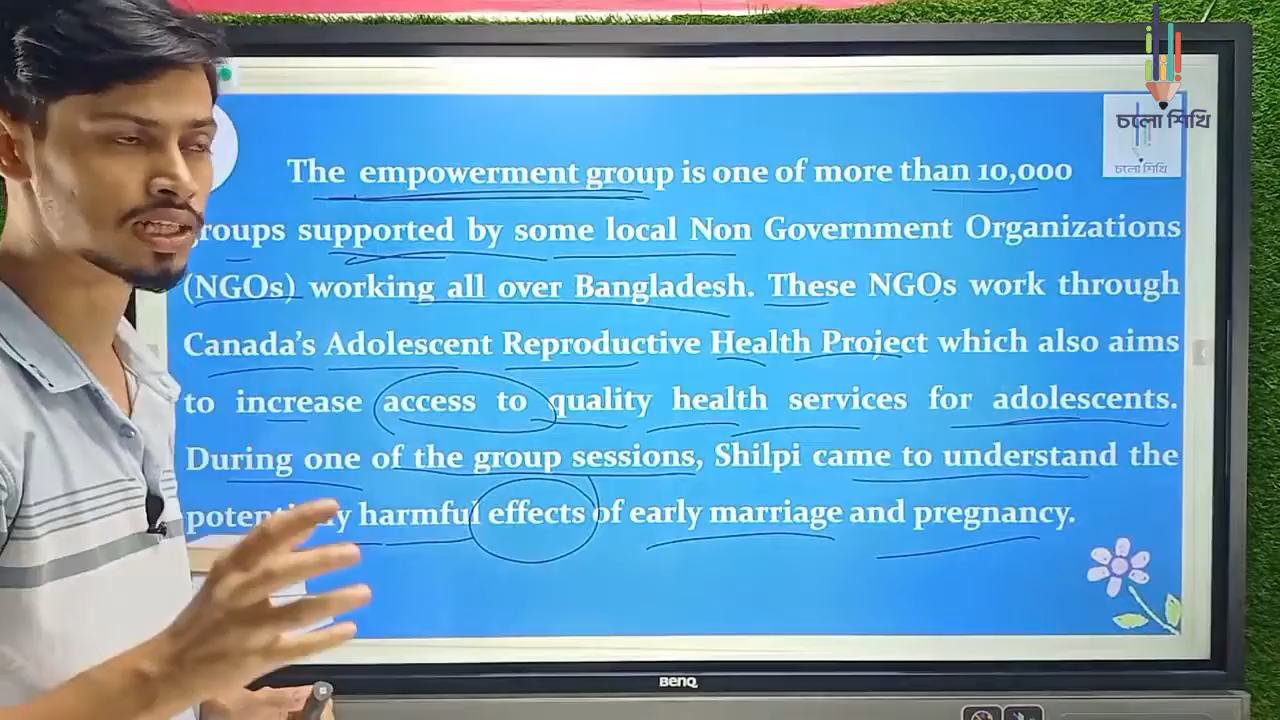 চলো শিখি
চলো শিখি
The empowerment group is one of more than 10,000
groups supported by some local Non Government Organizations
(NGOs) working all over Bangladesh. These NGOs work through
Canada's Adolescent Reproductive Health Project which also aims
to increase access to quality health services for adolescents.
During one of the group sessions, Shilpi came to understand the
potentially harmful effects of early marriage and pregnancy.
BenQ